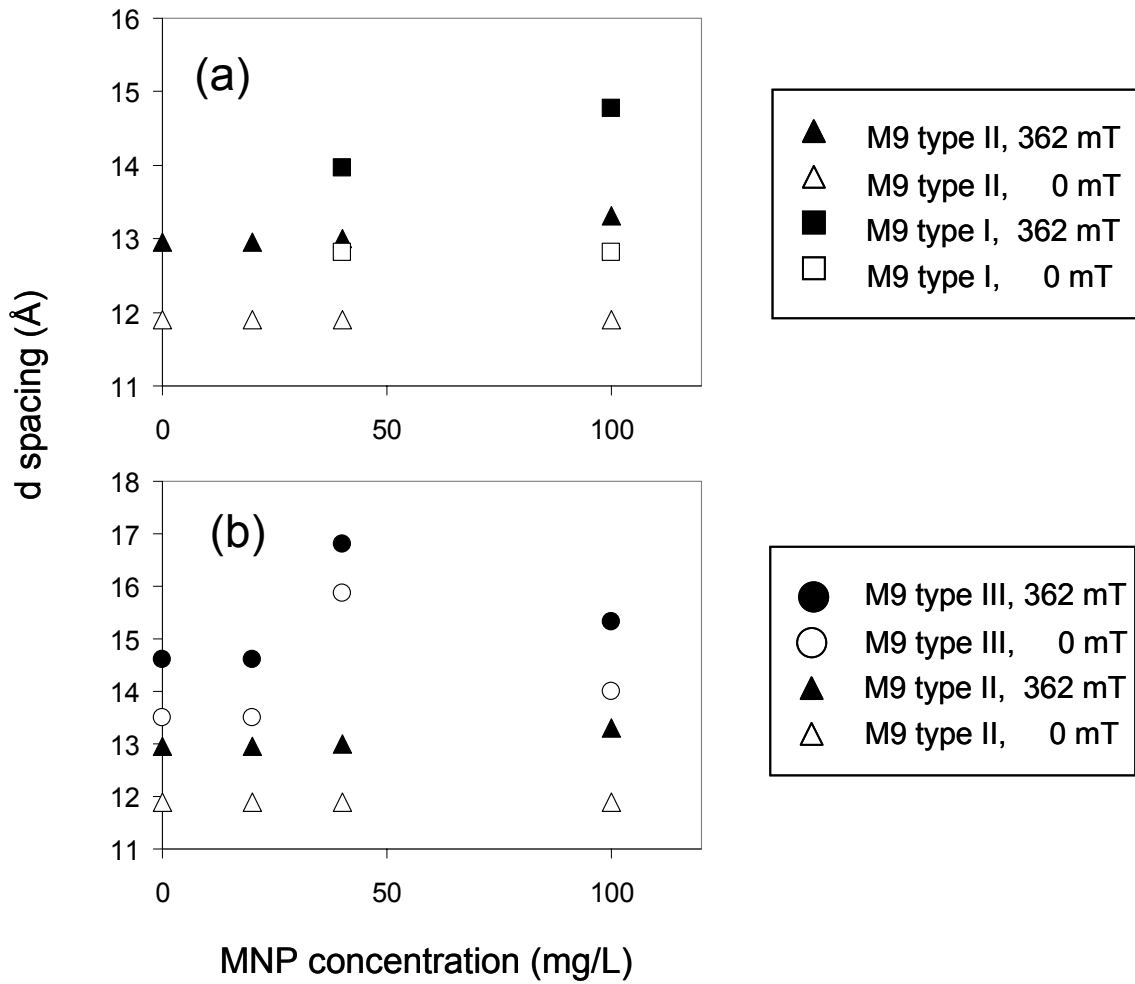 16
15
14
13
12
11
(a)
0
50
100
M9 type II, 362 mT
M9 type II, 0 mT
M9 type I, 362 mT
M9 type I, 0 mT
d spacing (Å)
18
17
16
15
14
13
12
11
(b)
0
50
100
M9 type III, 362 mT
M9 type III, 0 mT
M9 type II, 362 mT
M9 type II, 0 mT
MNP concentration (mg/L)